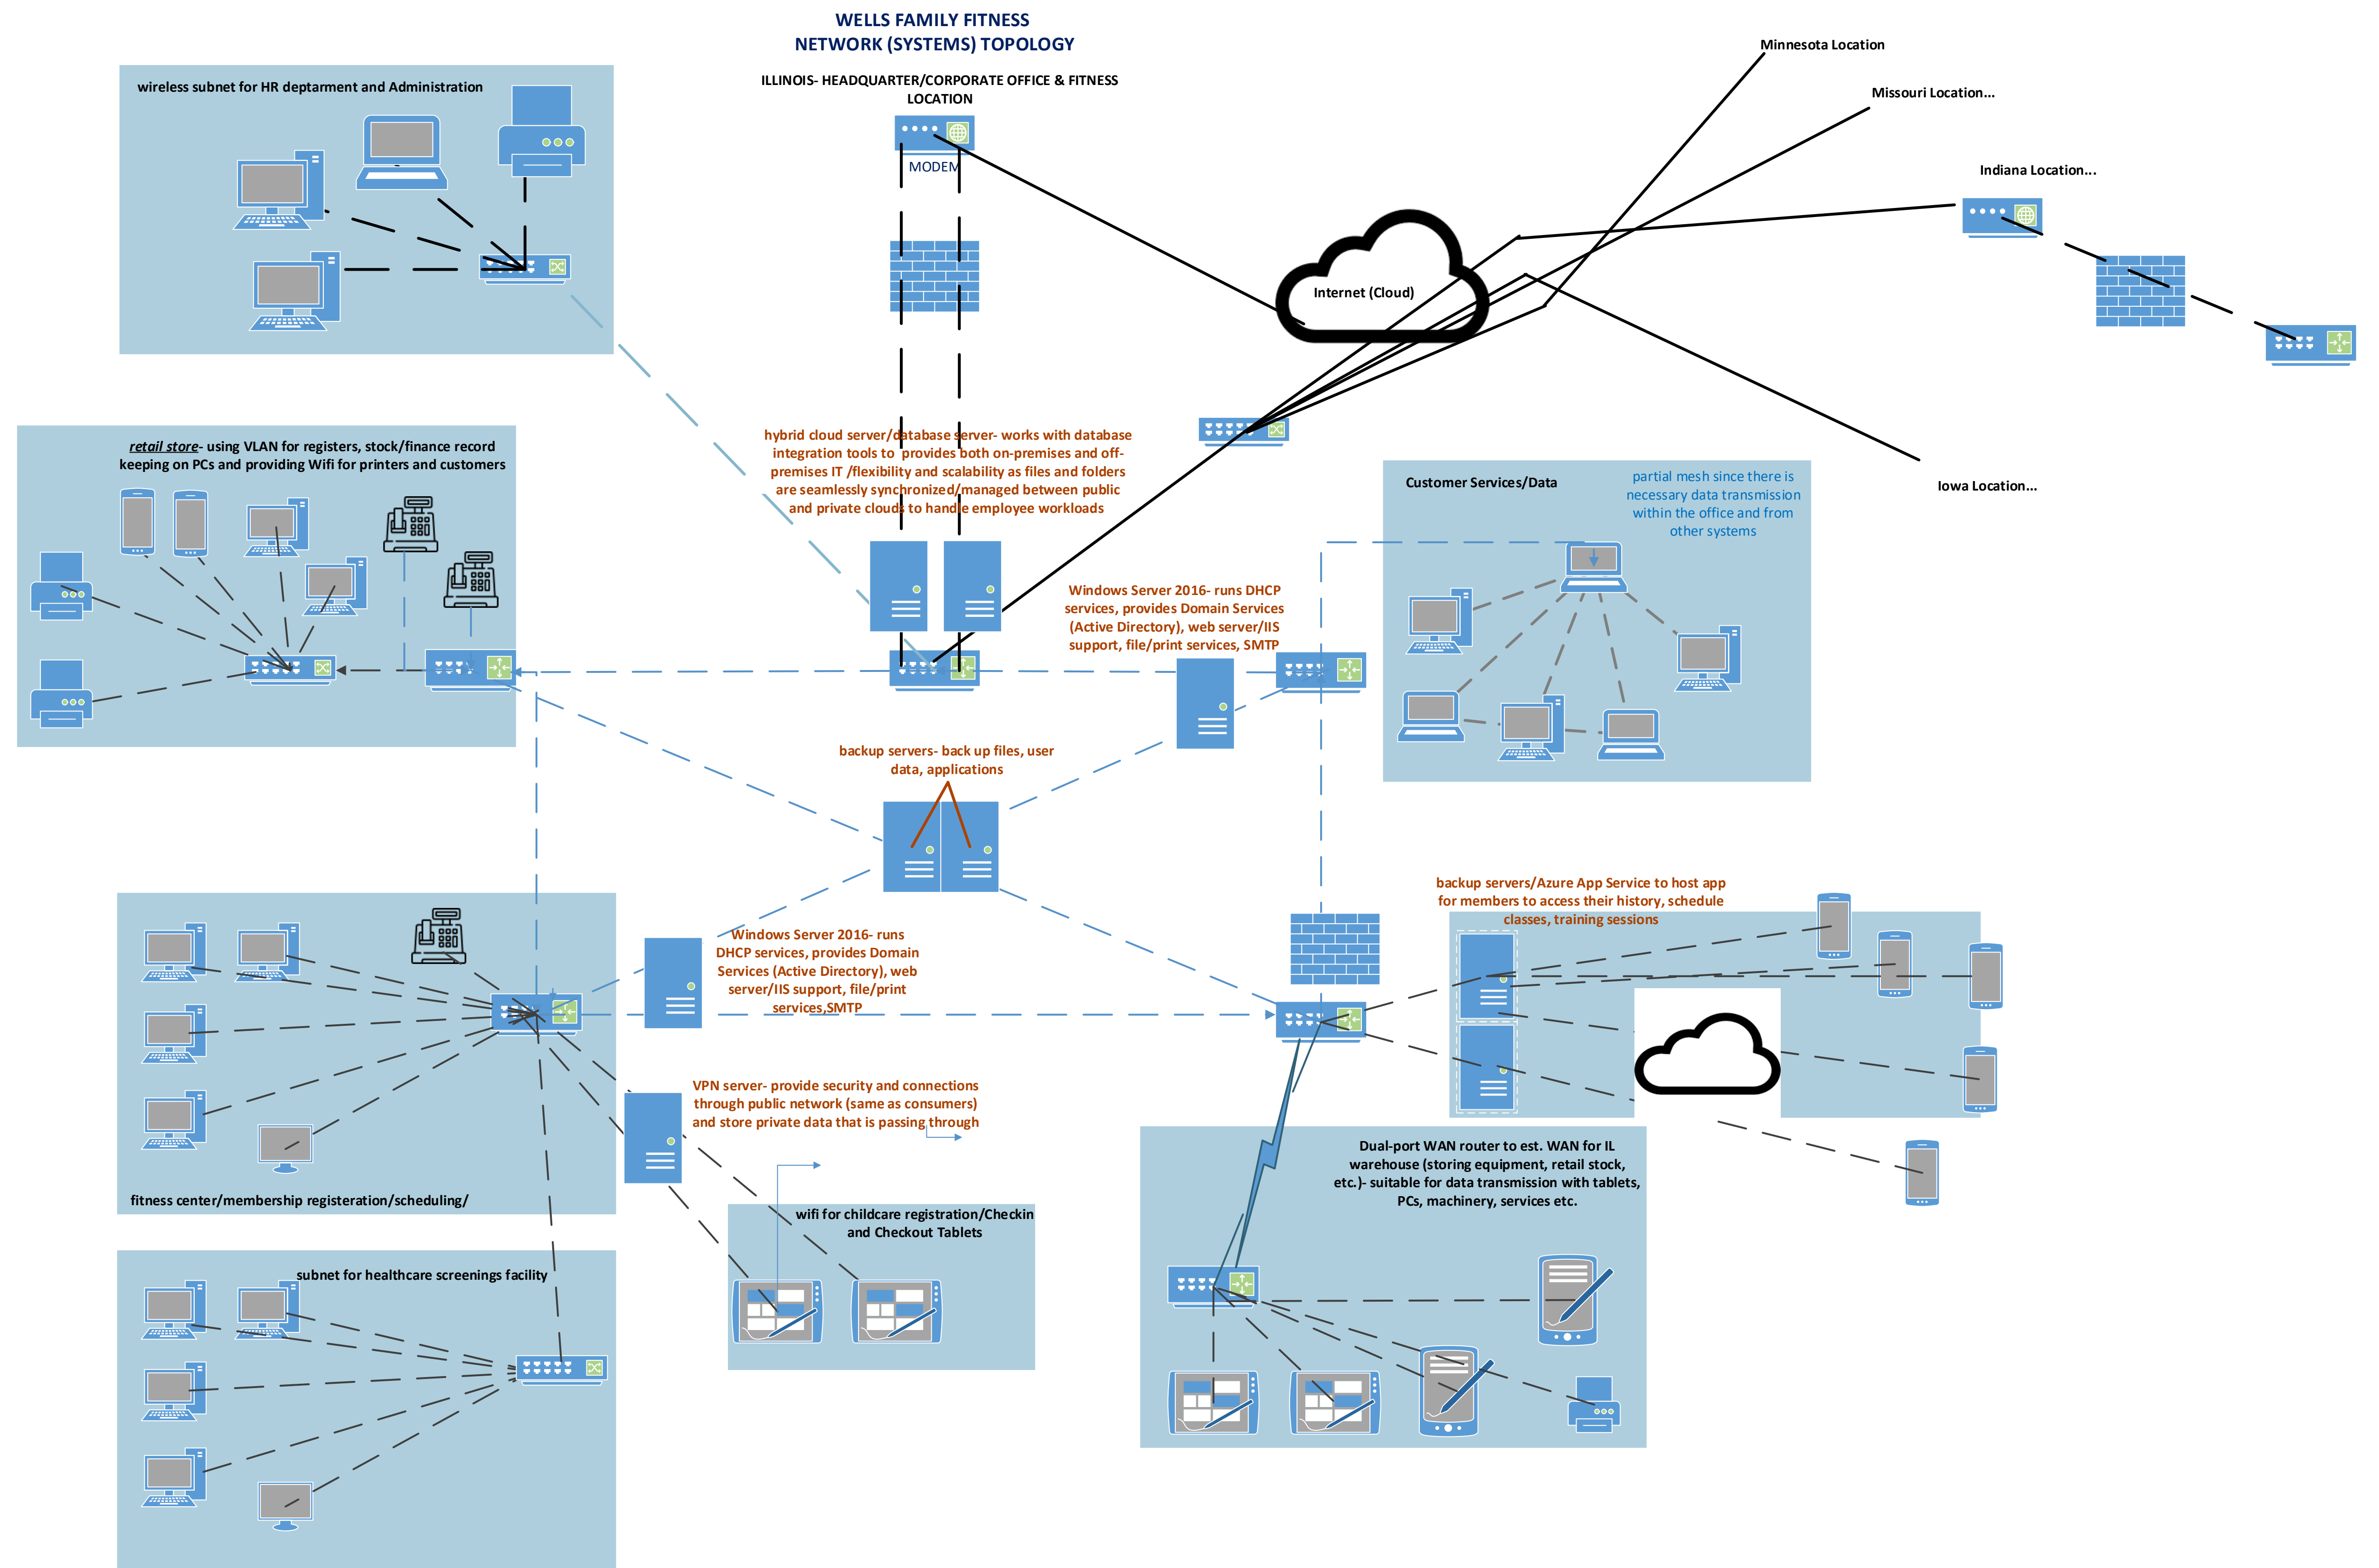 WELLS FAMILY FITNESS
NETWORK (SYSTEMS) TOPOLOGY
ILLINOIS- HEADQUARTER/CORPORATE OFFICE & FITNESS
LOCATION
MODEM
Minnesota Location
Missouri Location...
Indiana Location...
Internet (Cloud)
Iowa Location...
wireless subnet for HR deptarment and Administration
retail store- using VLAN for registers, stock/finance record
keeping on PCs and providing Wifi for printers and customers
hybrid cloud server/database server- works with database
integration tools to provides both on-premises and off-
premises IT /flexibility and scalability as files and folders
are seamlessly synchronized/managed between public
and private clouds to handle employee workloads
Customer Services/Data
partial mesh since there is
necessary data transmission
within the office and from
other systems
Windows Server 2016- runs DHCP
services, provides Domain Services
(Active Directory), web server/IIS
support, file/print services, SMTP
backup servers- back up files, user
data, applications
backup servers/Azure App Service to host app
for members to access their history, schedule
classes, training sessions
Windows Server 2016- runs
DHCP services, provides Domain
Services (Active Directory), web
server/IIS support, file/print
services,SMTP
VPN server- provide security and connections
through public network (same as consumers)
and store private data that is passing through
fitness center/membership registeration/scheduling/
wifi for childcare registration/Checkin
and Checkout Tablets
Dual-port WAN router to est. WAN for IL
warehouse (storing equipment, retail stock,
etc.)- suitable for data transmission with tablets,
PCs, machinery, services etc.
subnet for healthcare screenings facility